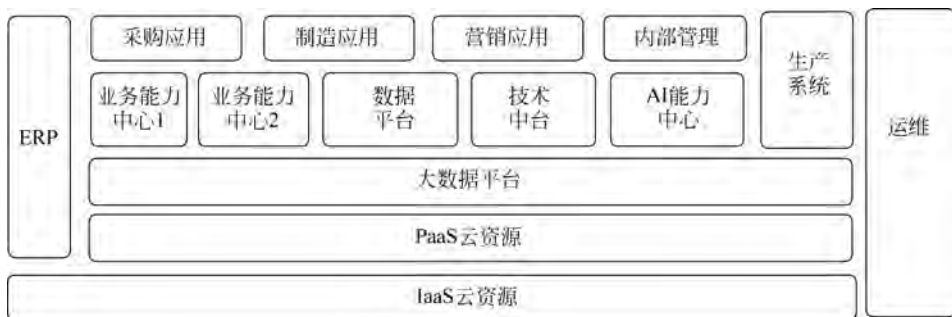 ERP
采购应用
制造应用
营销应用
内部管理
生产
系统
运维
业务能力
中心1
业务能力
中心2
数据
平台
技术
中台
AI能力
中心
大数据平台
PaaS云资源
IaaS云资源